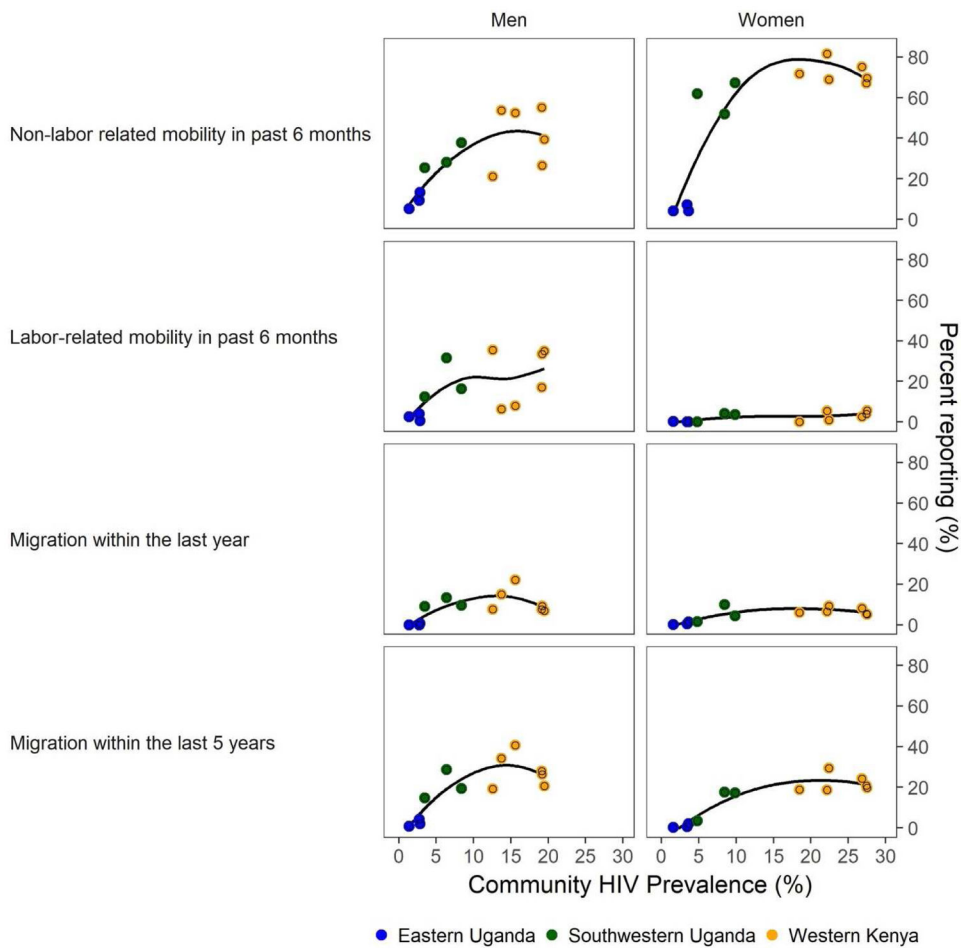 Men Women
Non-labor related mobility in past 6 months
80
60
40
20
0
Labor-related mobility in past 6 months
80
60
40
20
0
Migration within the last year
80
60
40
20
0
Migration within the last 5 years
80
60
40
20
0
Percent reporting (%)
0 5 10 15 20 25 30 0 5 10 15 20 25 30
Community HIV Prevalence (%)
Eastern Uganda Southwestern Uganda Western Kenya